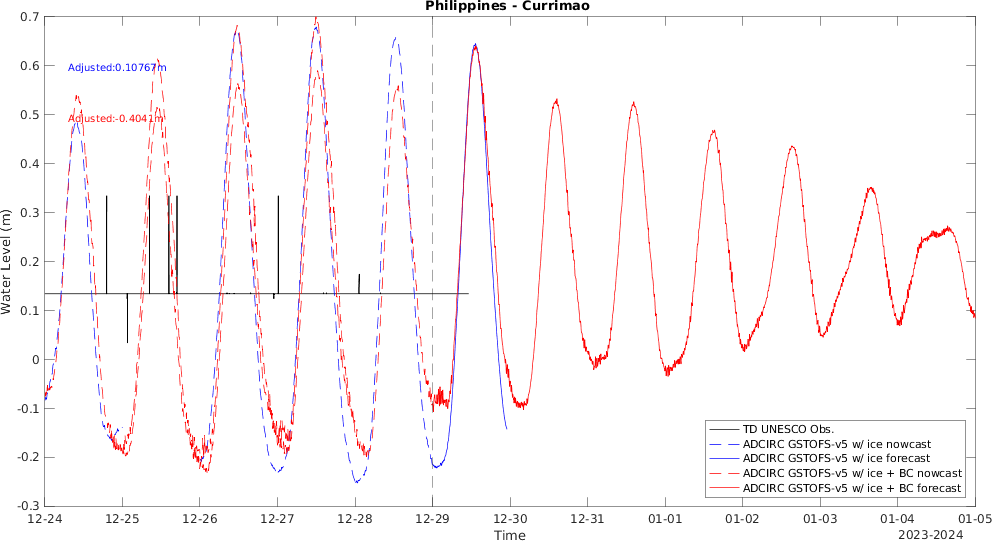 Philippines - Currimao
0.7
0.6
0.5
0.4
0.3
0.2
0.1
0
-0.1
-0.2
-0.3
Water Level (m)
Adjusted:0.10767m
Adjusted:-0.4041m
TD UNESCO Obs.
ADCIRC GSTOFS-v5 w/ ice nowcast
ADCIRC GSTOFS-v5 w/ ice forecast
ADCIRC GSTOFS-v5 w/ ice + BC nowcast
ADCIRC GSTOFS-v5 w/ ice + BC forecast
12-24 12-25 12-26 12-27 12-28 12-29 12-30 12-31 01-01 01-02 01-03 01-04 01-05
Time
2023-2024